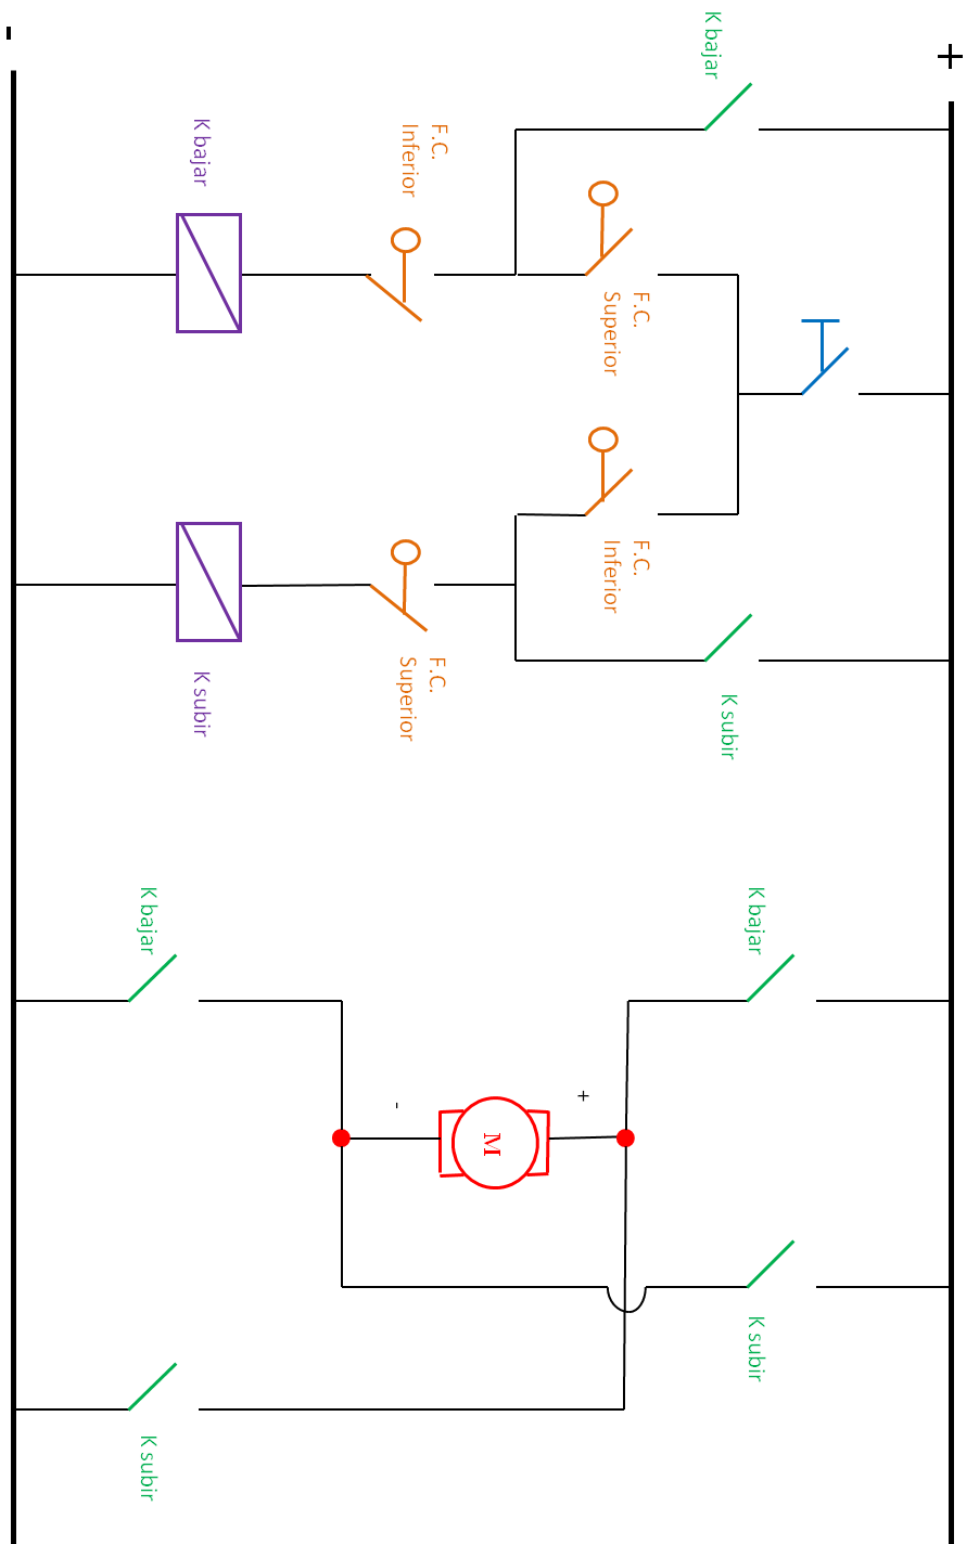 +
K bajar
K subir
K bajar
K subir
F.C.
Superior
F.C.
Inferior
+
M
-
F.C.
Inferior
F.C.
Superior
K bajar
K subir
K bajar
K subir
-